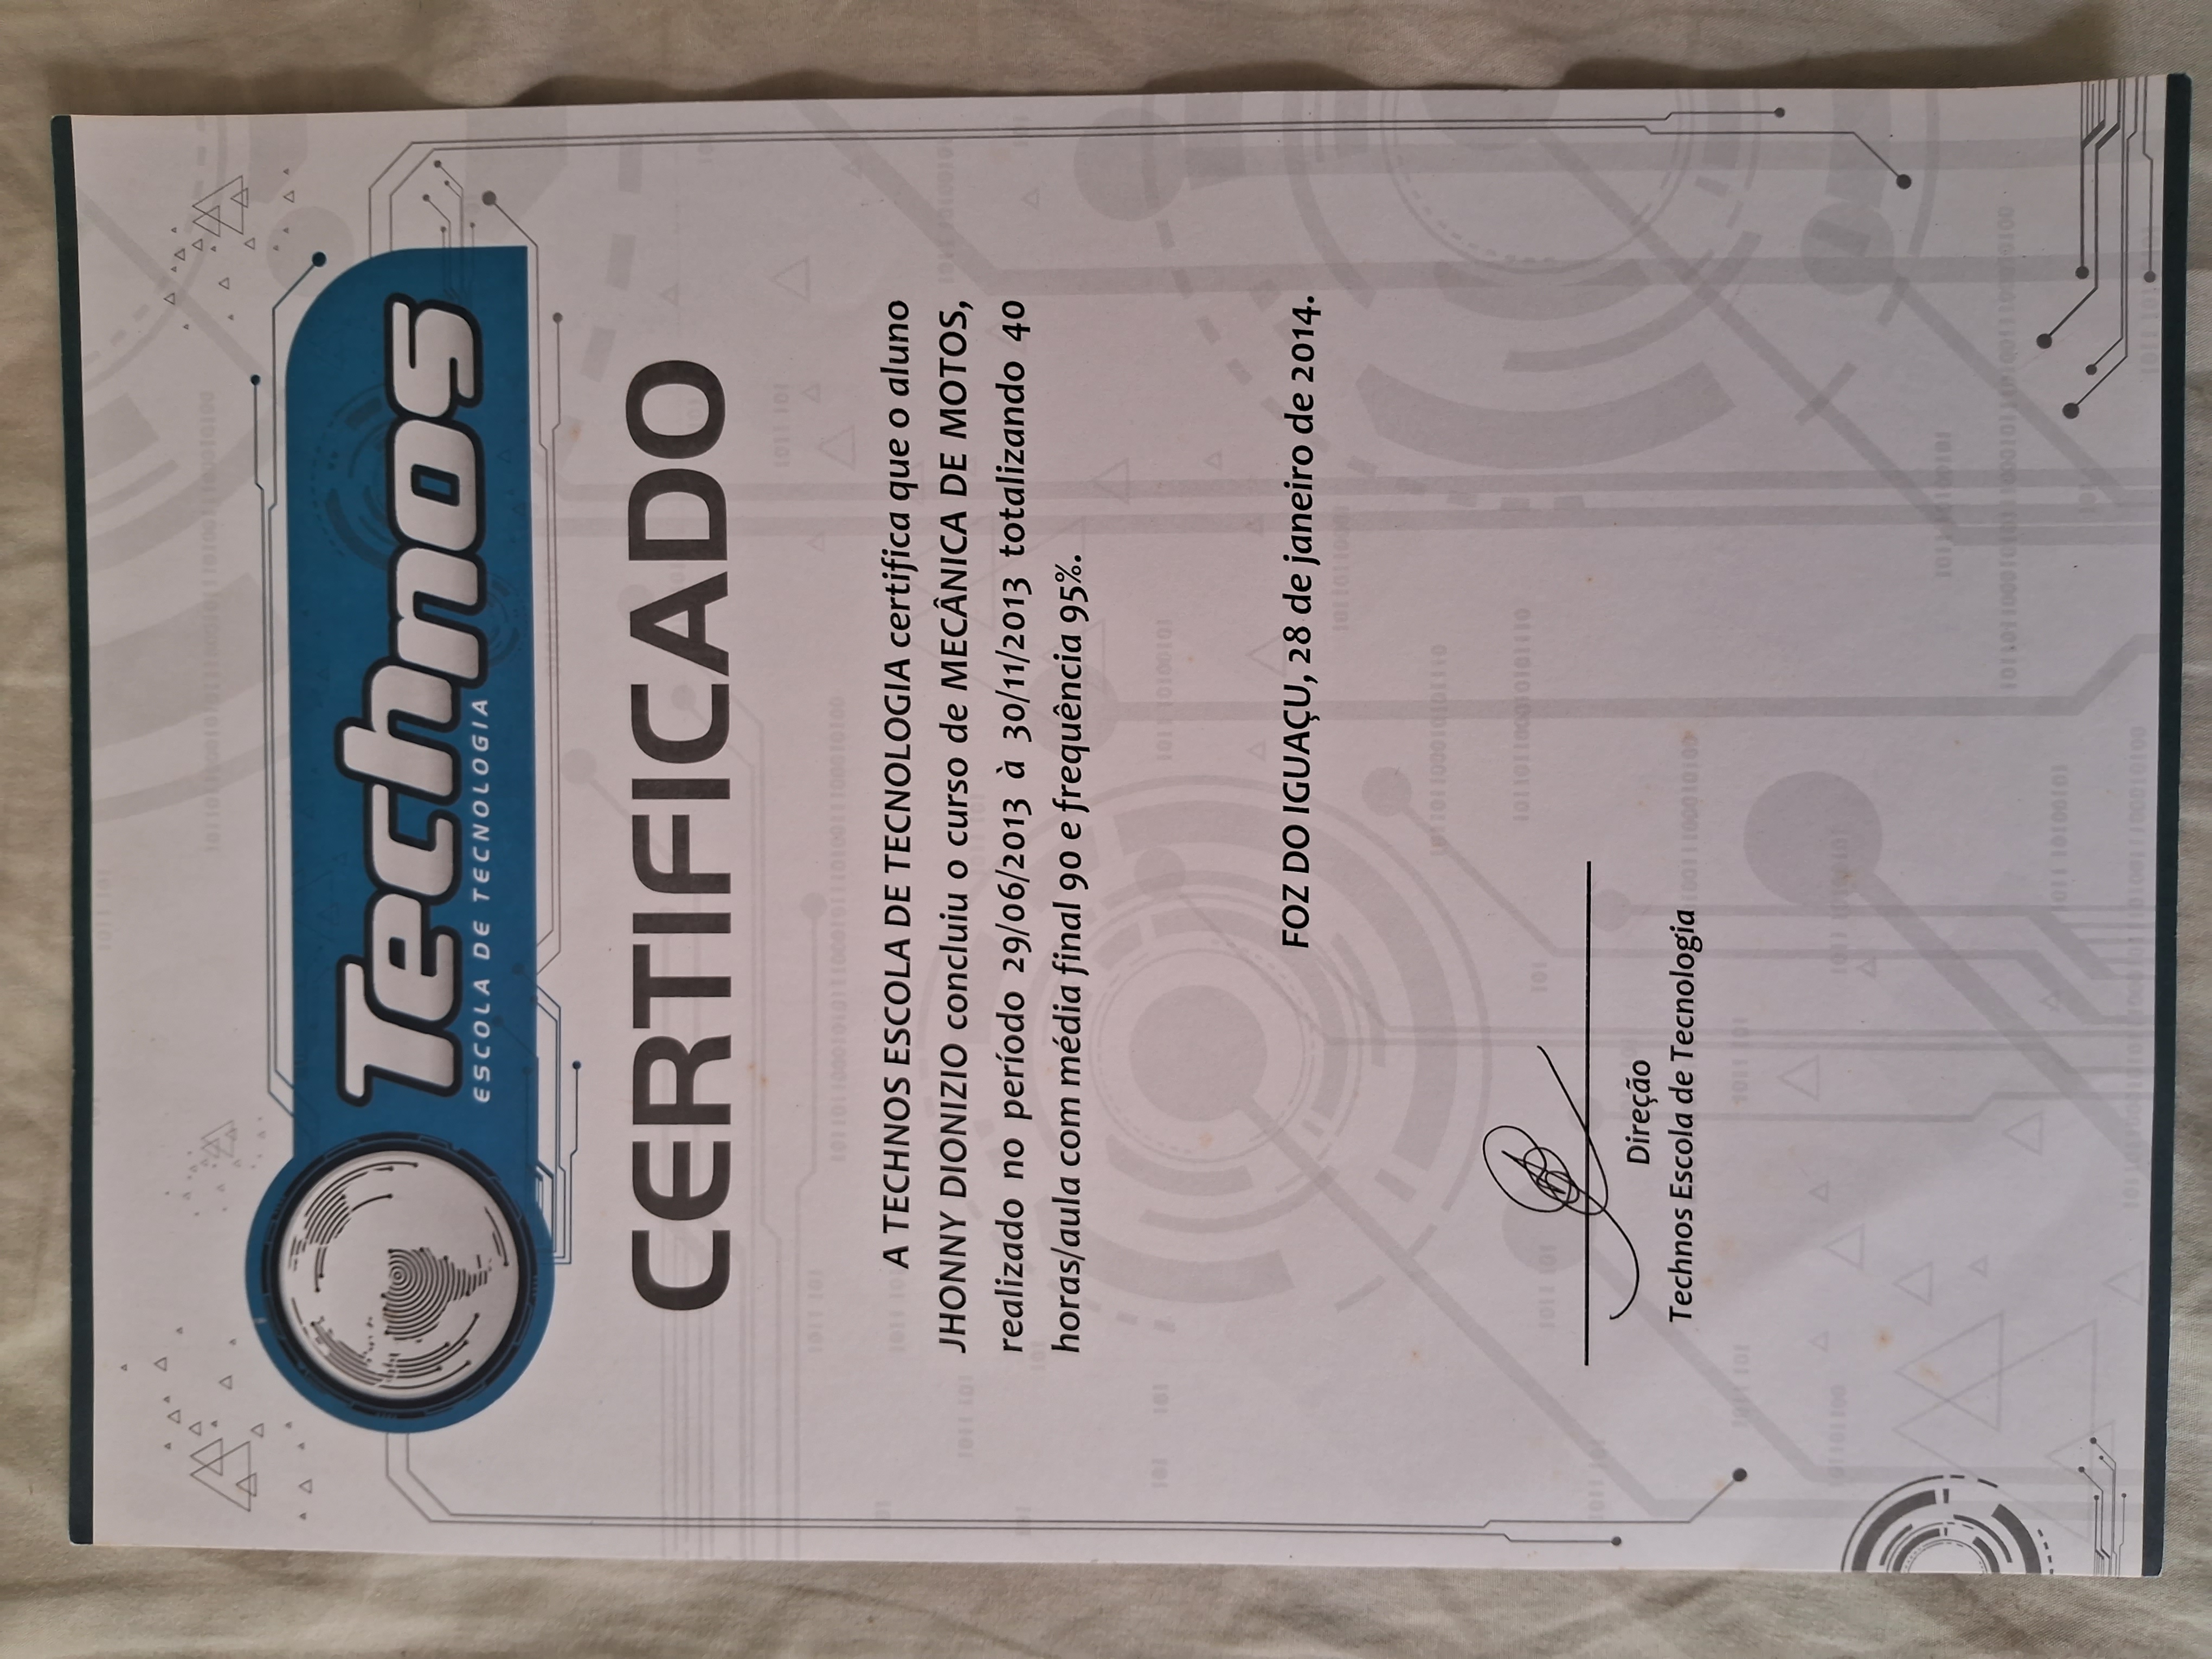 Technos
ESCOLA DE TECNOLOGIA
CERTIFICADO
A TECHNOS ESCOLA DE TECNOLOGIA certifica que o aluno
JHONNY DIONIZIO concluiu o curso de MECÂNICA DE MOTOS,
realizado no período 29/06/2013 à 30/11/2013 totalizando 40
horas/aula com média final 90 e frequência 95%.
FOZ DO IGUAÇU, 28 de janeiro de 2014.
Direção
Technos Escola de Tecnologia